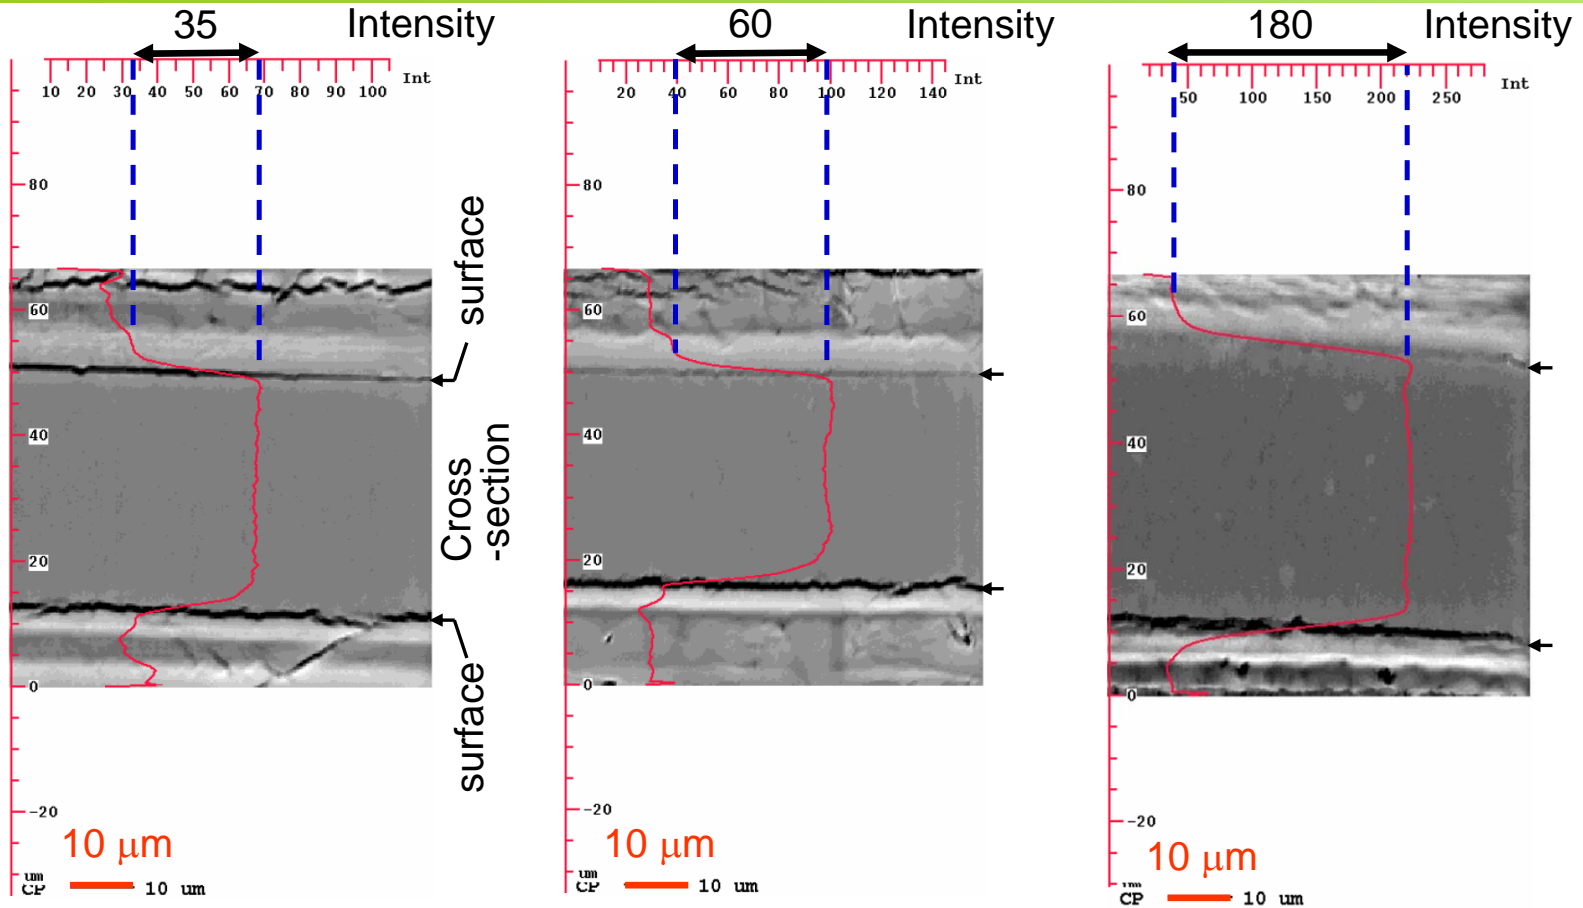 35 Intensity
10 20 30 40 50 60 70 80 90 100 Int
80
60
40
20
0
-20
um
CP 10 um
10 μm
surface
Cross
-section
surface
60 Intensity
20 40 60 80 100 120 140 Int
80
60
40
20
0
-20
um
CP 10 um
10 μm
180 Intensity
50 100 150 200 250 Int
80
60
40
20
0
-20
um
CP 10 um
10 μm